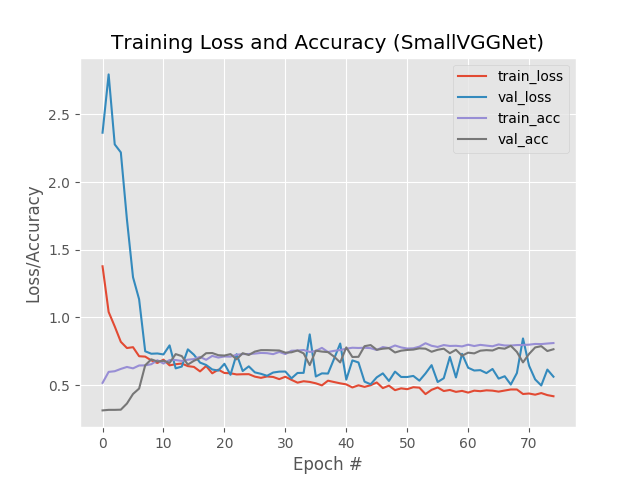 Training Loss and Accuracy (SmallVGGNet)
train_loss
val_loss
train_acc
val_acc
2.5
2.0
1.5
1.0
0.5
Loss/Accuracy
0 10 20 30 40 50 60 70
Epoch #